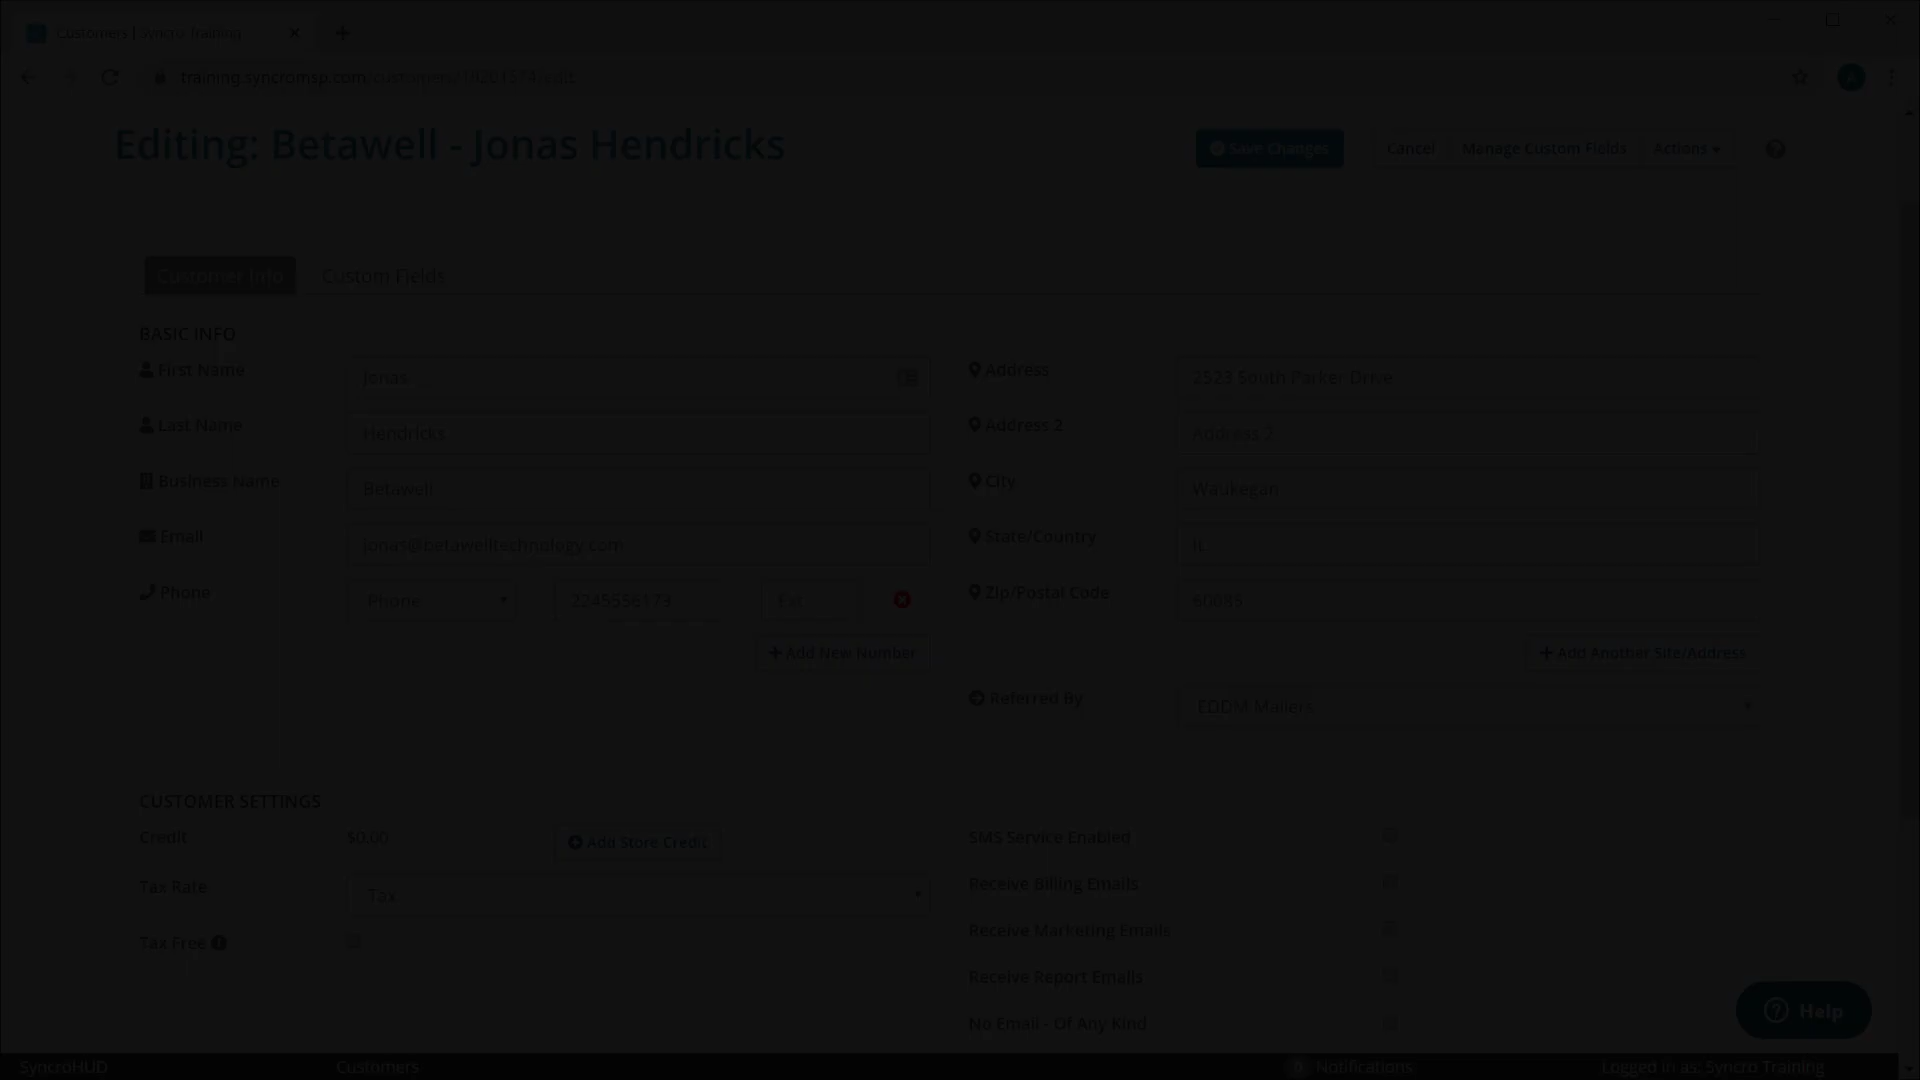 Customers | Syncro Training
training.syncromsp.com/customers/
Editing: Betawell - Jonas Hendricks
Save Changes
Cancel
Manage Custom Fields
Actions
Customer Info
Custom Fields
BASIC INFO
First Name
Jonas
Address
2523 South Parker Drive
Last Name
Hendricks
Address 2
Address 2
Business Name
Betawell
City
Waukegan
Email
jonas@betawelltechnology.com
State/Country
IL
Phone
Phone
2245556173
Ext
Zip/Postal Code
60085
+ Add New Number
+ Add Another Site/Address
Referred By
EDDM Mailers
CUSTOMER SETTINGS
Credit
$0.00
Add Store Credit
SMS Service Enabled
Tax Rate
Tax
Receive Billing Emails
Receive Marketing Emails
Tax Free
Receive Report Emails
No Email - Of Any Kind
Help
SyncroHUD
Customers
0
Notifications
Logged in as: Syncro Training